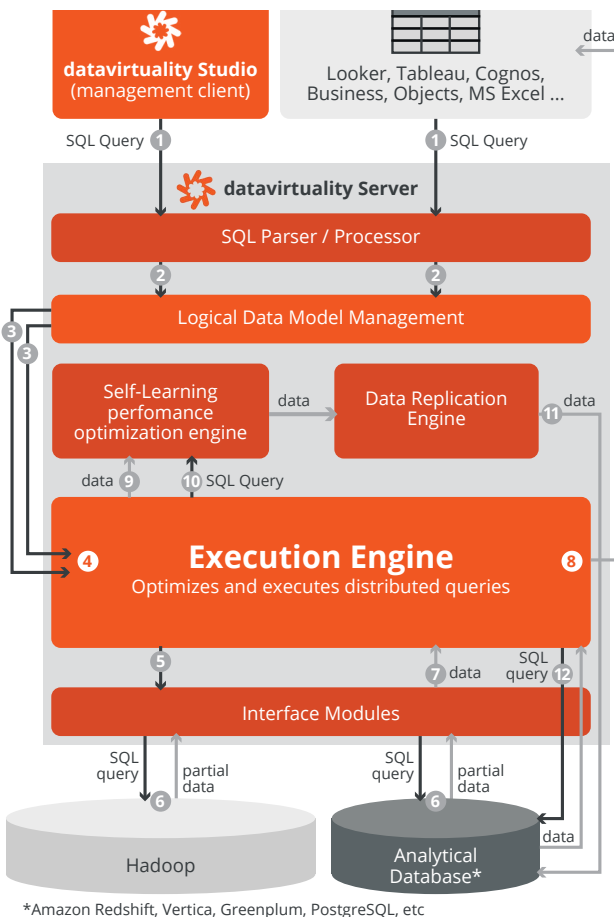 datavirtuality Studio
(management client)
Looker, Tableau, Cognos,
Business, Objects, MS Excel ...
data
SQL Query 1
1 SQL Query
datavirtuality Server
SQL Parser / Processor
2
2
Logical Data Model Management
3
3
Self-Learning
perfomance
optimization engine
data
Data Replication
Engine
11 data
data 9
10 SQL Query
4
Execution Engine
Optimizes and executes distributed queries
8
5
7 data
SQL
query 12
Interface Modules
SQL
query
6
partial
data
SQL
query
6
partial
data
Hadoop
Analytical
Database*
data
*Amazon Redshift, Vertica, Greenplum, PostgreSQL, etc